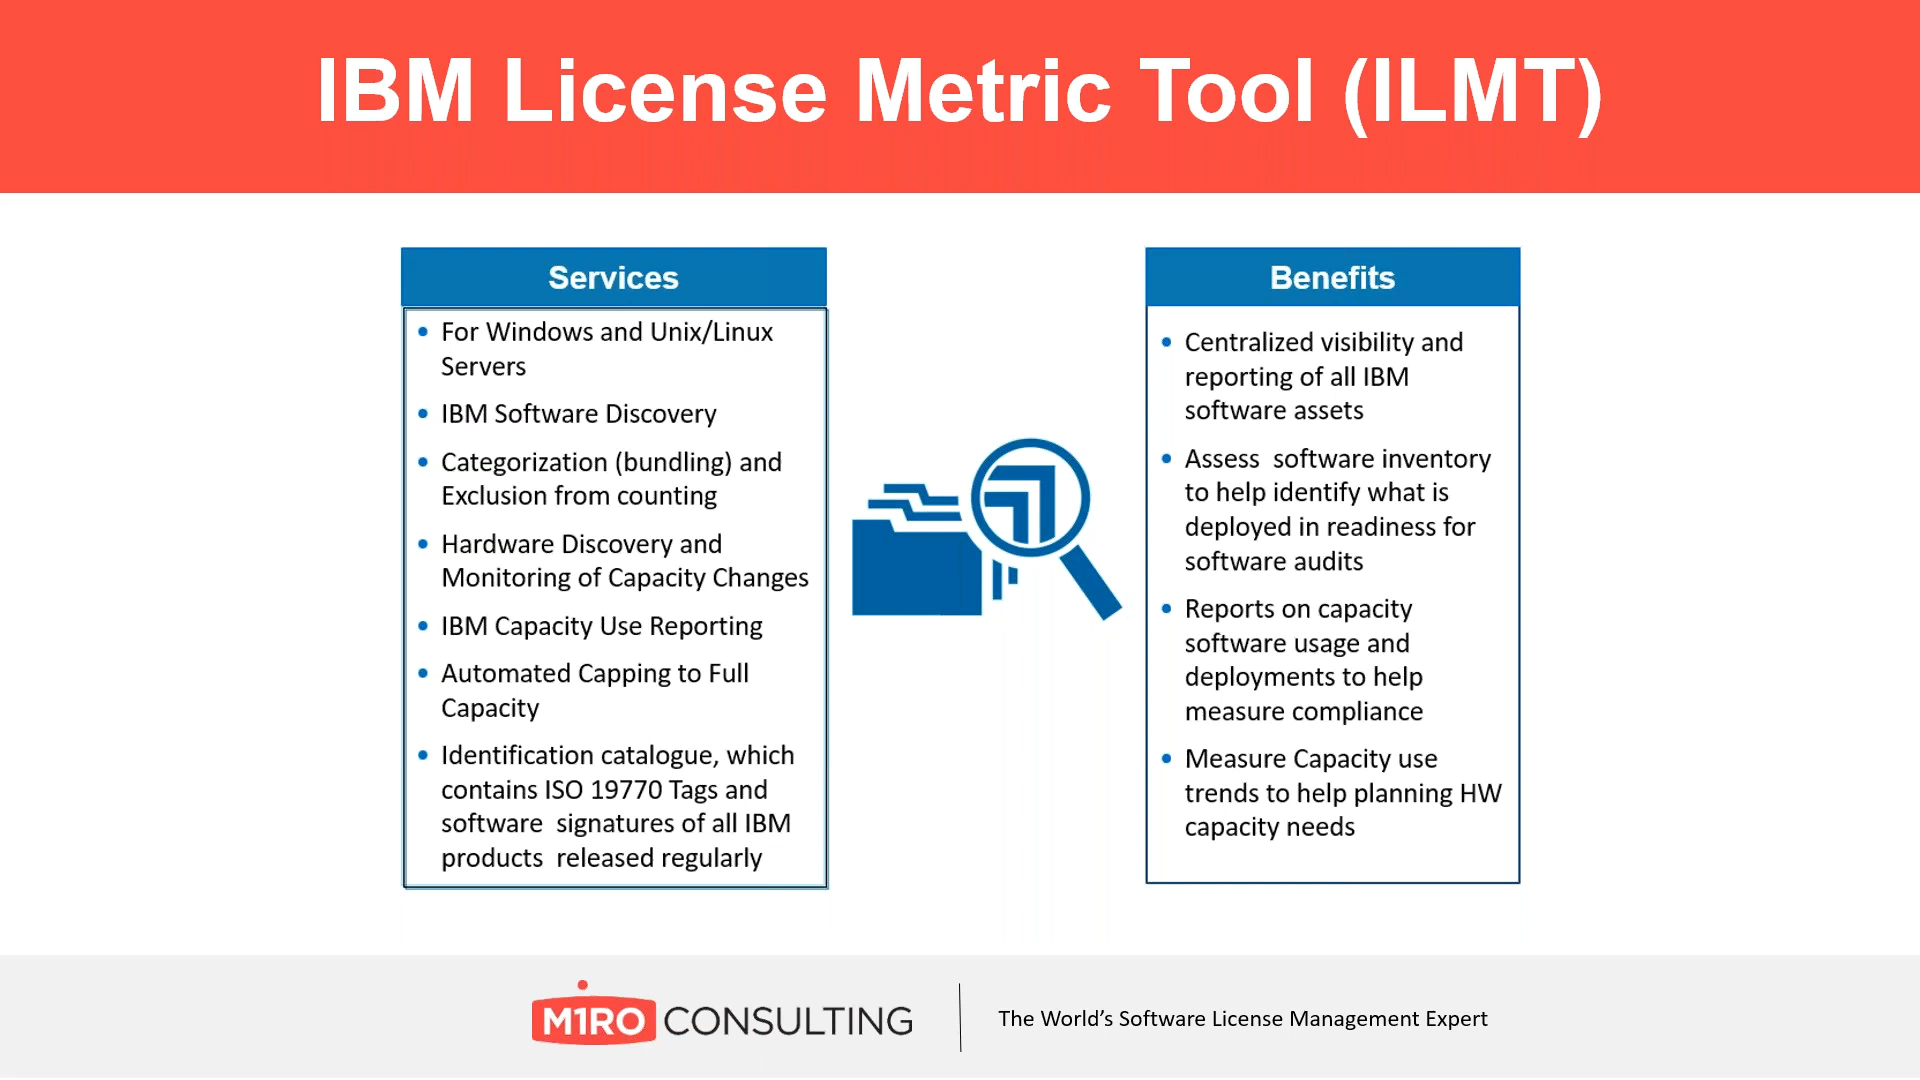 IBM License Metric Tool (ILMT)
Services
• For Windows and Unix/Linux
Servers
• IBM Software Discovery
• Categorization (bundling) and
Exclusion from counting
• Hardware Discovery and
Monitoring of Capacity Changes
• IBM Capacity Use Reporting
• Automated Capping to Full
Capacity
• Identification catalogue, which
contains ISO 19770 Tags and
software signatures of all IBM
products released regularly
Benefits
• Centralized visibility and
reporting of all IBM
software assets
• Assess software inventory
to help identify what is
deployed in readiness for
software audits
• Reports on capacity
software usage and
deployments to help
measure compliance
• Measure Capacity use
trends to help planning HW
capacity needs
M1RO CONSULTING
The World's Software License Management Expert